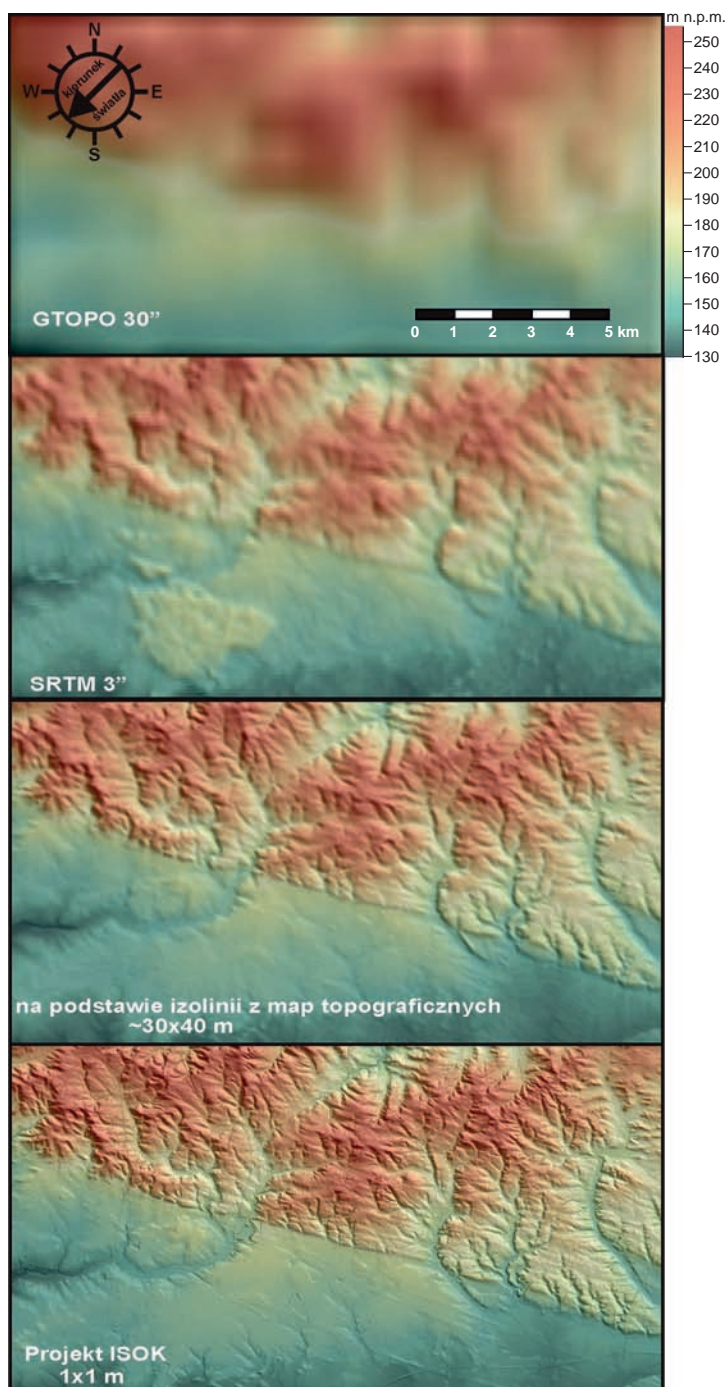 m n.p.m.
N
W
E
S
kierunek
światła
250
240
230
220
210
200
190
180
170
160
150
140
130
GTOPO 30”
0 1 2 3 4 5 km
SRTM 3”
na podstawie izolinii z map topograficznych
~30x40 m
Projekt ISOK
1x1 m